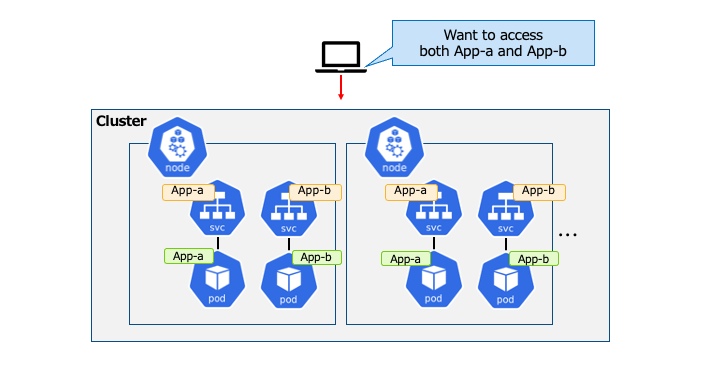 Want to access
both App-a and App-b
Cluster
node
node
App-a
App-b
App-a
App-b
svc
svc
svc
svc
...
App-a
App-b
App-a
App-b
pod
pod
pod
pod